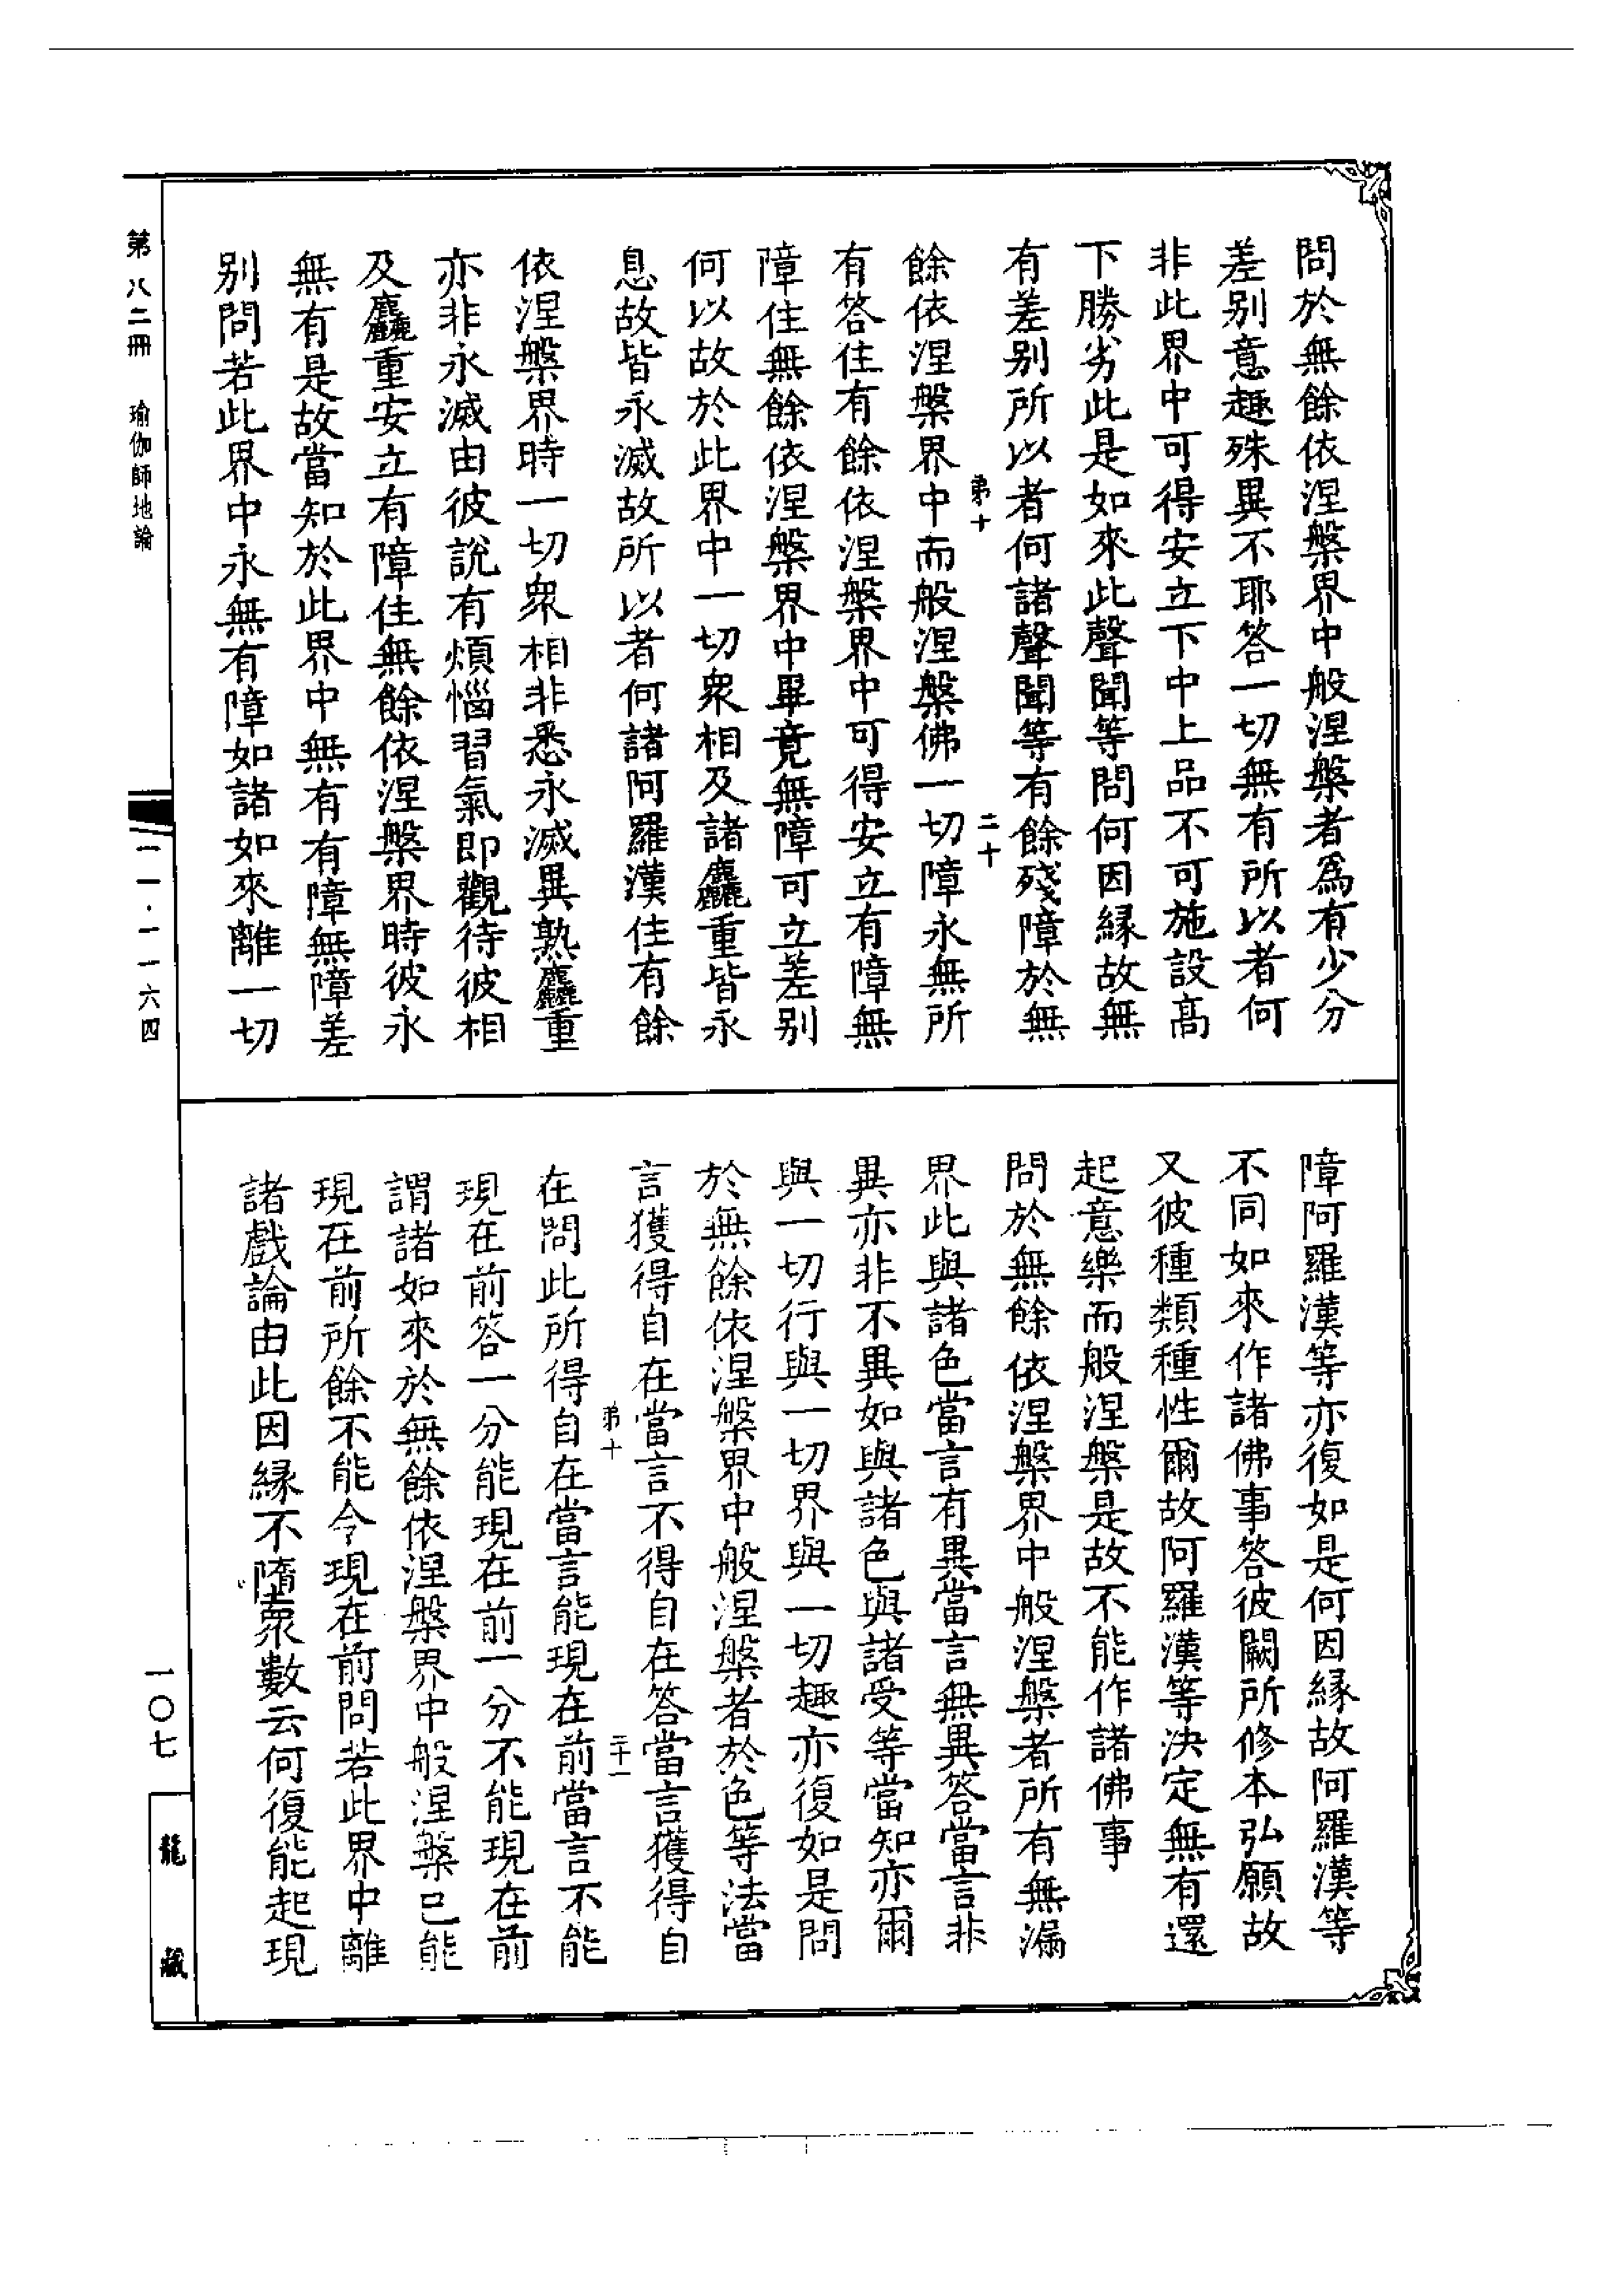 問於無餘依涅槃界中般涅槃者爲有少分
差别意趣殊異不耶答一切無有所以者何
非此界中可得安立下中上品不可施設高
下勝劣此是如來此聲聞等問何因縁故無
有差别所以者何諸聲聞等有餘殘障於無
餘依涅槃界中而般涅槃佛一切障永無所
有答住有餘依涅槃界中可得安立有障無
障住無餘依涅槃界中畢竟無障可立差别
何以故於此界中一切衆相及諸麤重皆永
息故皆永滅故所以者何諸阿羅漢住有餘
依涅槃界時一切衆相非悉永滅異熟麤重
亦非永滅由彼說有煩惱習氣即觀待彼相
及麤重安立有障住無餘依涅槃界時彼永
無有是故當知於此界中無有有障無障差
别問若此界中永無有障如諸如來離一切
第十
二十
障阿羅漢等亦復如是何因縁故阿羅漢等
不同如來作諸佛事答彼闕所修本弘願故
又彼種類種性爾故阿羅漢等決定無有還
起意樂而般涅槃是故不能作諸佛事
問於無餘依涅槃界中般涅槃者所有無漏
界此與諸色當言有異當言無異答當言非
異亦非不異如與諸色與諸受等當知亦爾
與一切行與一切界與一切趣亦復如是問
於無餘依涅槃界中般涅槃者於色等法當
言獲得自在當言不得自在答當言獲得自
在問此所得自在當言能現在前當言不能
現在前答一分能現在前一分不能現在前
謂諸如來於無餘依涅槃界中般涅槃已能
現在前所餘不能令現在前問若此界中離
諸戲論由此因縁不墮衆數云何復能起現
第十
二十一
第八二冊　瑜伽師地論
一一·一一六四
一〇七
龍藏